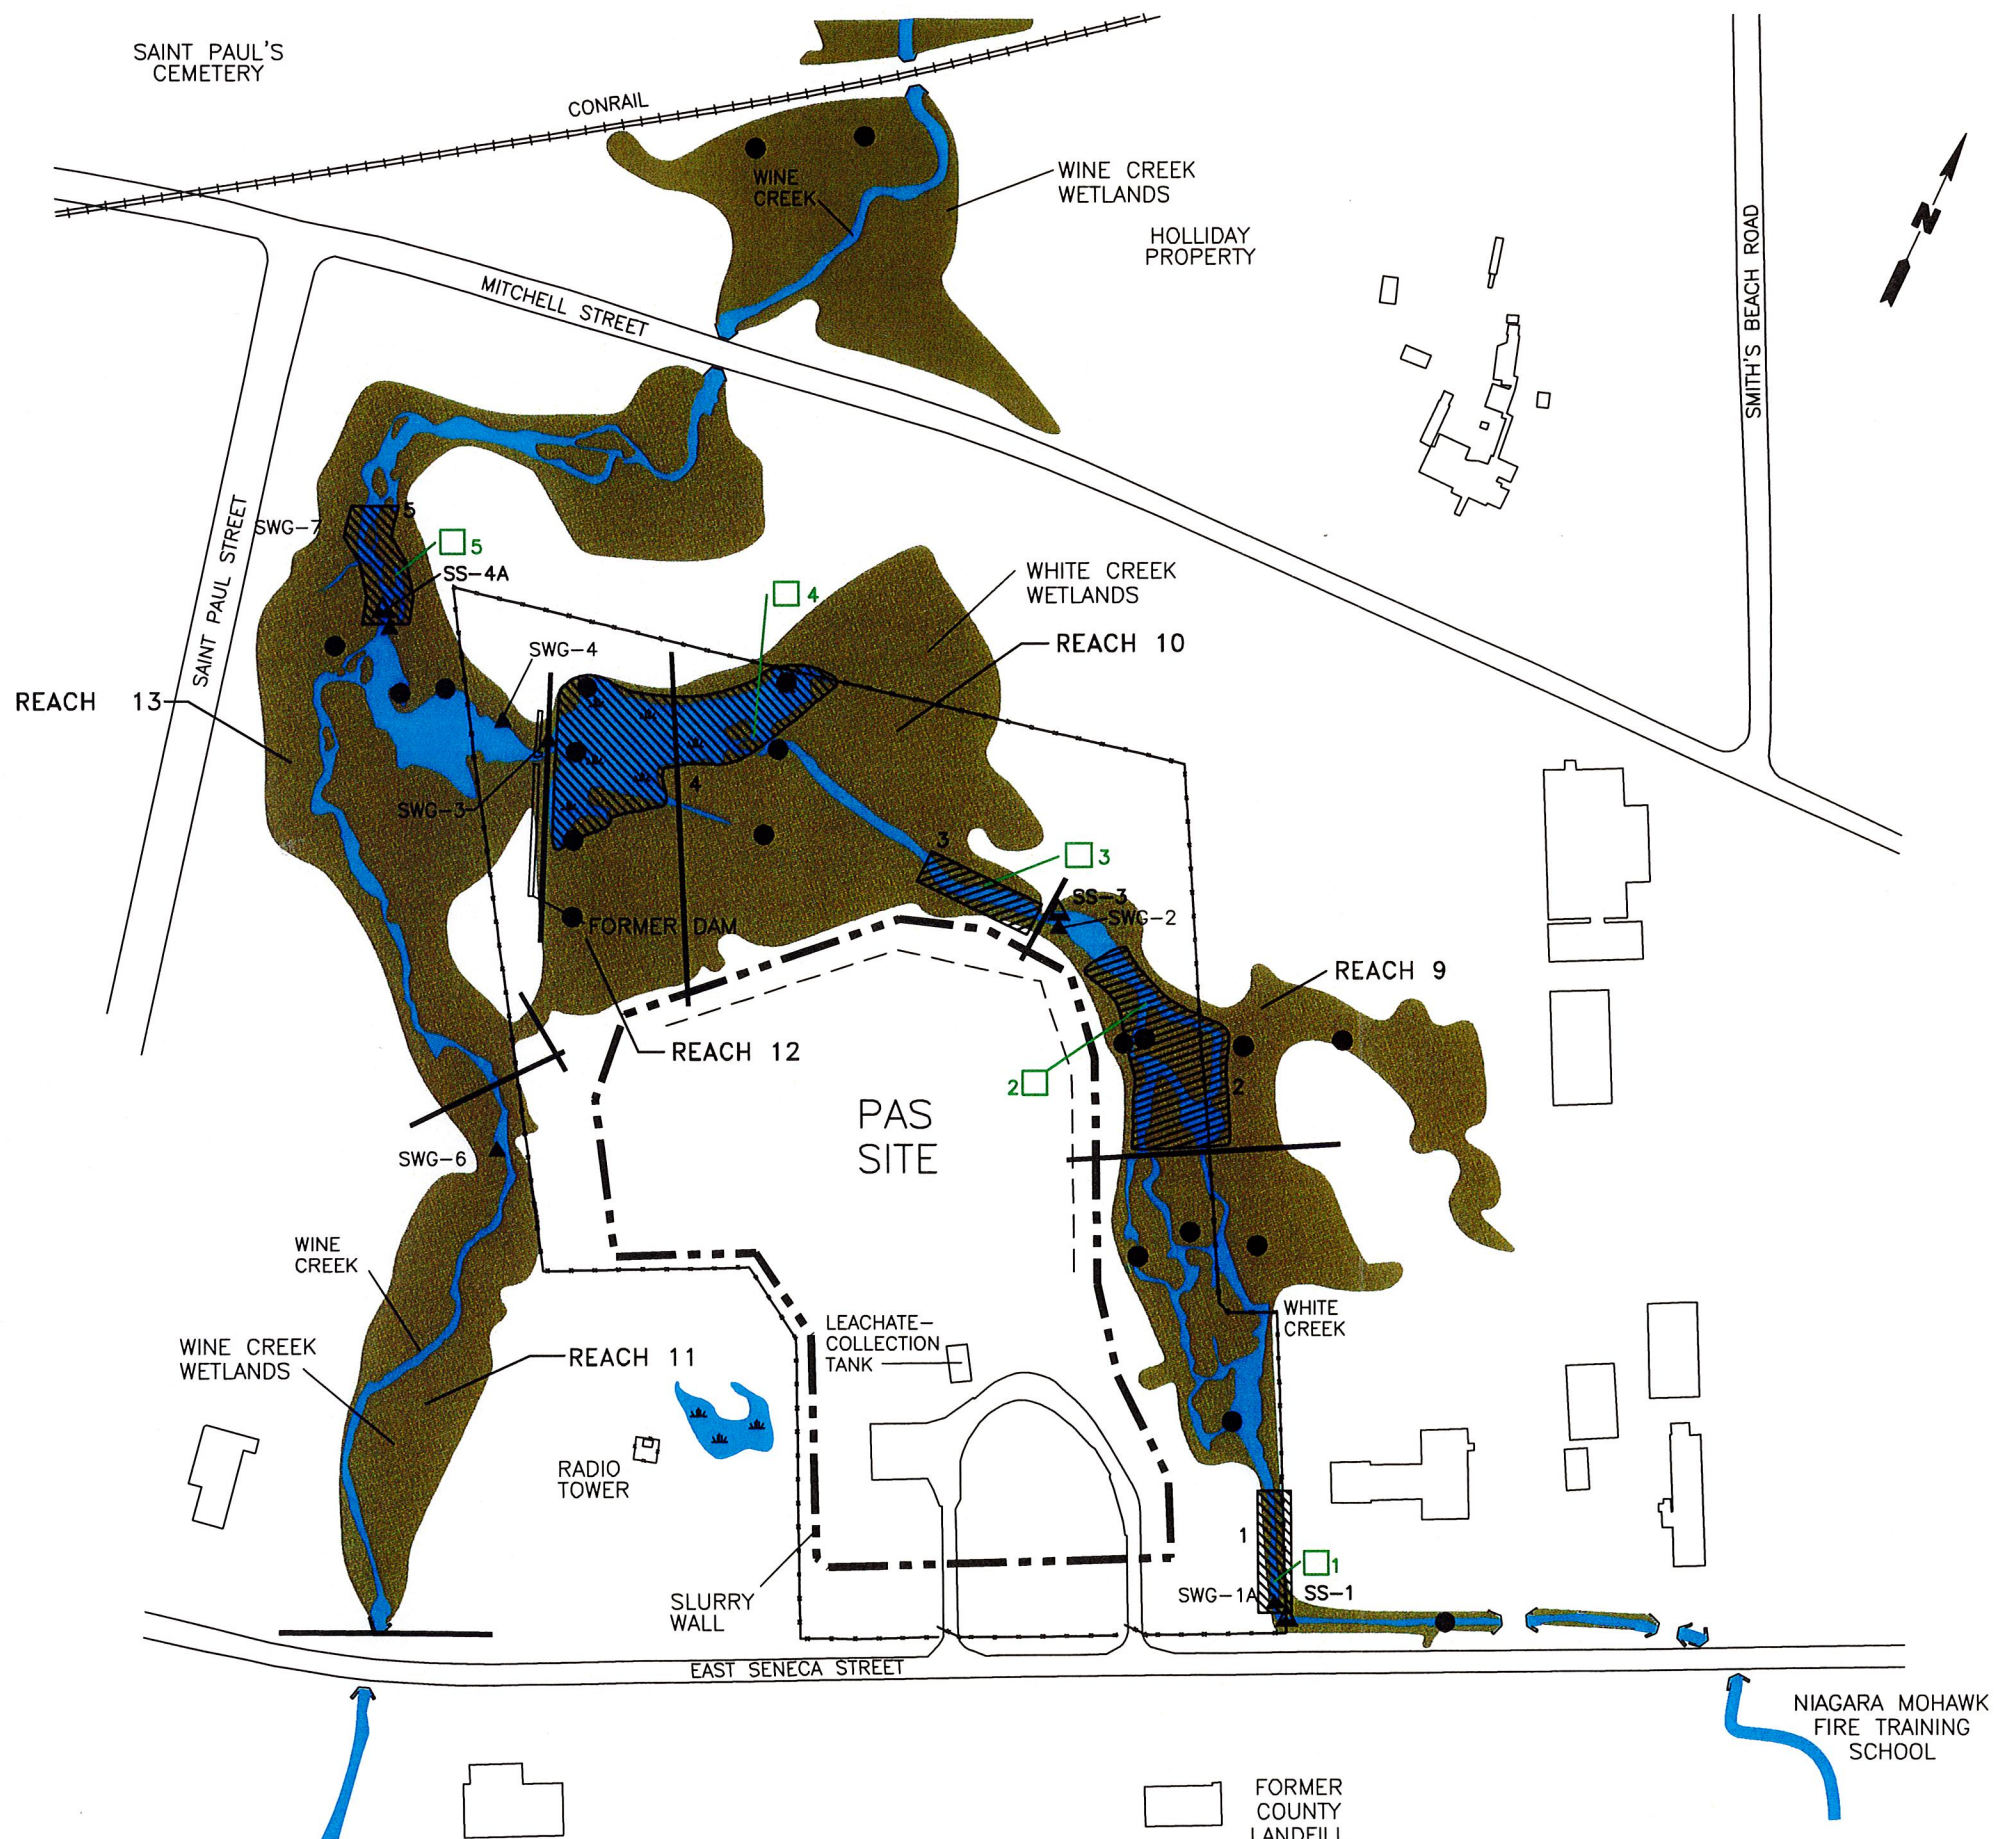 SAINT PAUL'S
CEMETERY
CONRAIL
WINE
CREEK
WINE CREEK
WETLANDS
HOLLIDAY
PROPERTY
SMITH'S BEACH ROAD
N
MITCHELL STREET
SAINT PAUL STREET
SWG-7
5
5
SS-4A
4
WHITE CREEK
WETLANDS
REACH 10
SWG-4
REACH 13
SWG-3
4
3
3
SS-3
SWG-2
FORMER DAM
REACH 9
REACH 12
2
2
PAS
SITE
SWG-6
WINE
CREEK
WHITE
CREEK
LEACHATE-
COLLECTION
TANK
WINE CREEK
WETLANDS
REACH 11
RADIO
TOWER
1
1
SWG-1A
SS-1
SLURRY
WALL
EAST SENECA STREET
NIAGARA MOHAWK
FIRE TRAINING
SCHOOL
FORMER
COUNTY
LANDFILL